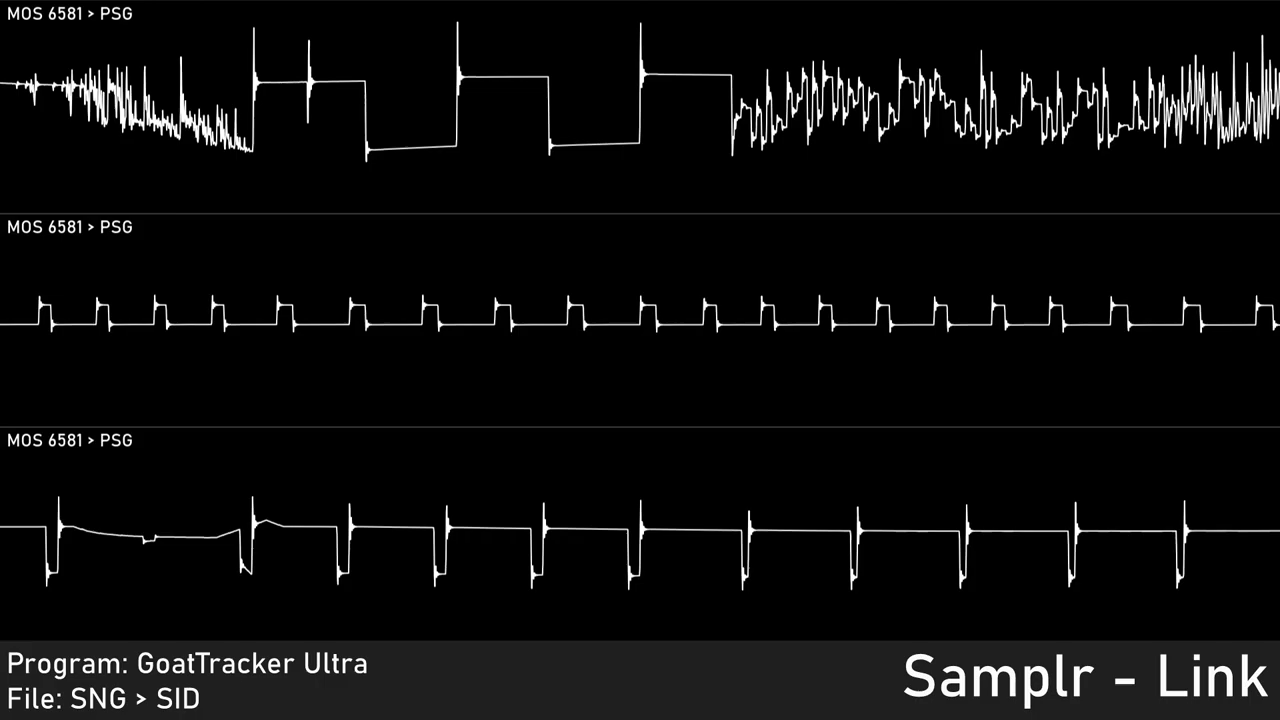 MOS 6581 > PSG
MOS 6581 > PSG
MOS 6581 > PSG
Program: GoatTracker Ultra
File: SNG > SID
Samplr - Link